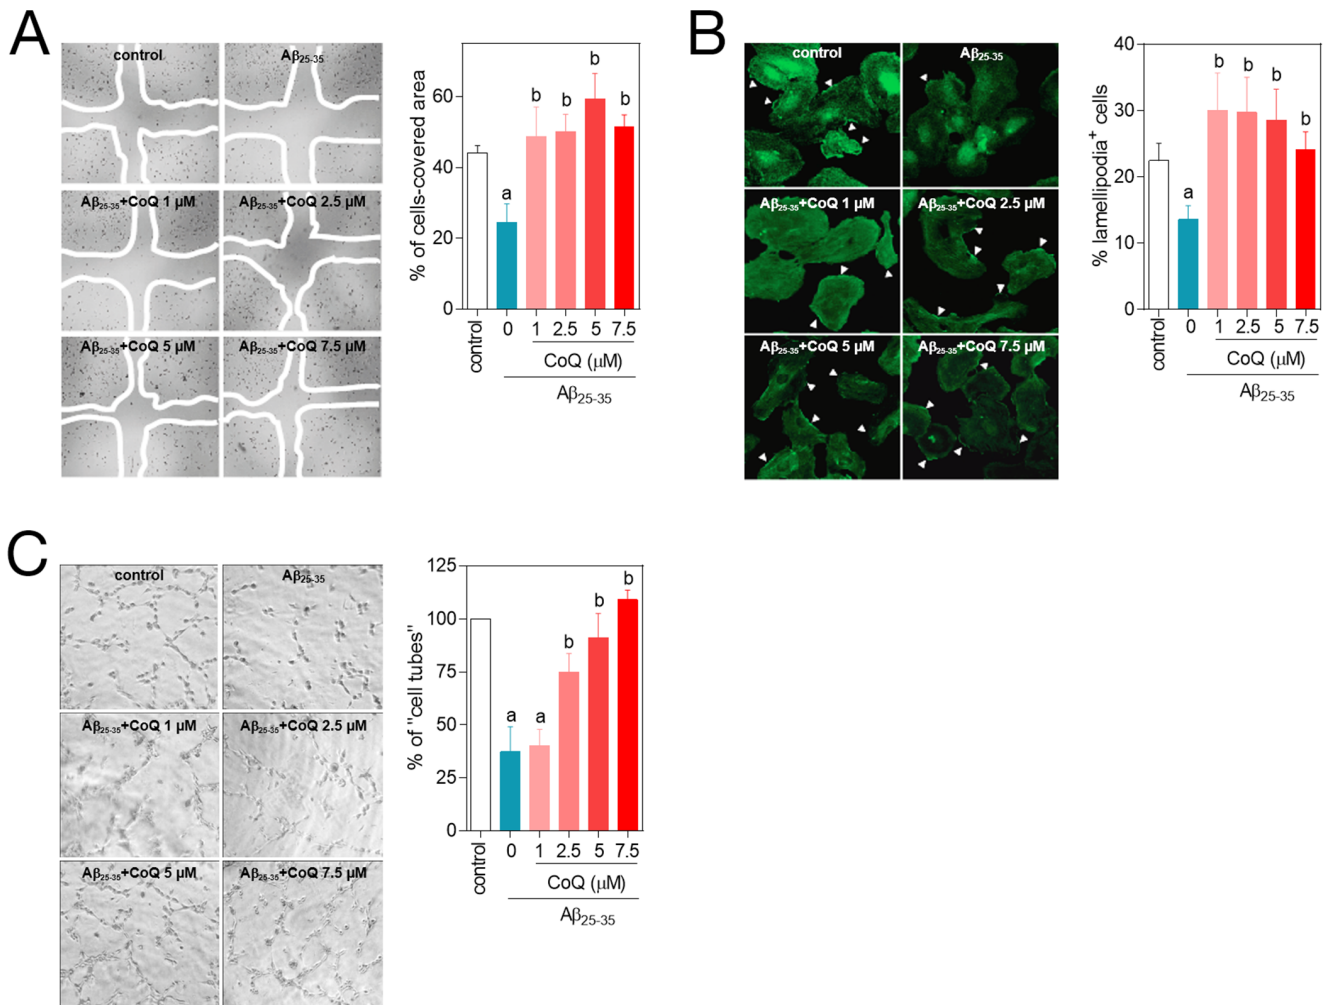 A
control
Aβ25-35
Aβ25-35+CoQ 1 µM
Aβ25-35+CoQ 2.5 µM
Aβ25-35+CoQ 5 µM
Aβ25-35+CoQ 7.5 µM
% of cells-covered area
60
40
20
0
a
b
b
b
b
control
0
1
2.5
5
7.5
CoQ (µM)
Aβ25-35
B
control
Aβ25-35
Aβ25-35+CoQ 1 µM
Aβ25-35+CoQ 2.5 µM
Aβ25-35+CoQ 5 µM
Aβ25-35+CoQ 7.5 µM
% lamellipodia+ cells
40
30
20
10
0
a
b
b
b
b
control
0
1
2.5
5
7.5
CoQ (µM)
Aβ25-35
C
control
Aβ25-35
Aβ25-35+CoQ 1 µM
Aβ25-35+CoQ 2.5 µM
Aβ25-35+CoQ 5 µM
Aβ25-35+CoQ 7.5 µM
% of "cell tubes"
125
100
75
50
25
0
a
a
b
b
b
control
0
1
2.5
5
7.5
CoQ (µM)
Aβ25-35